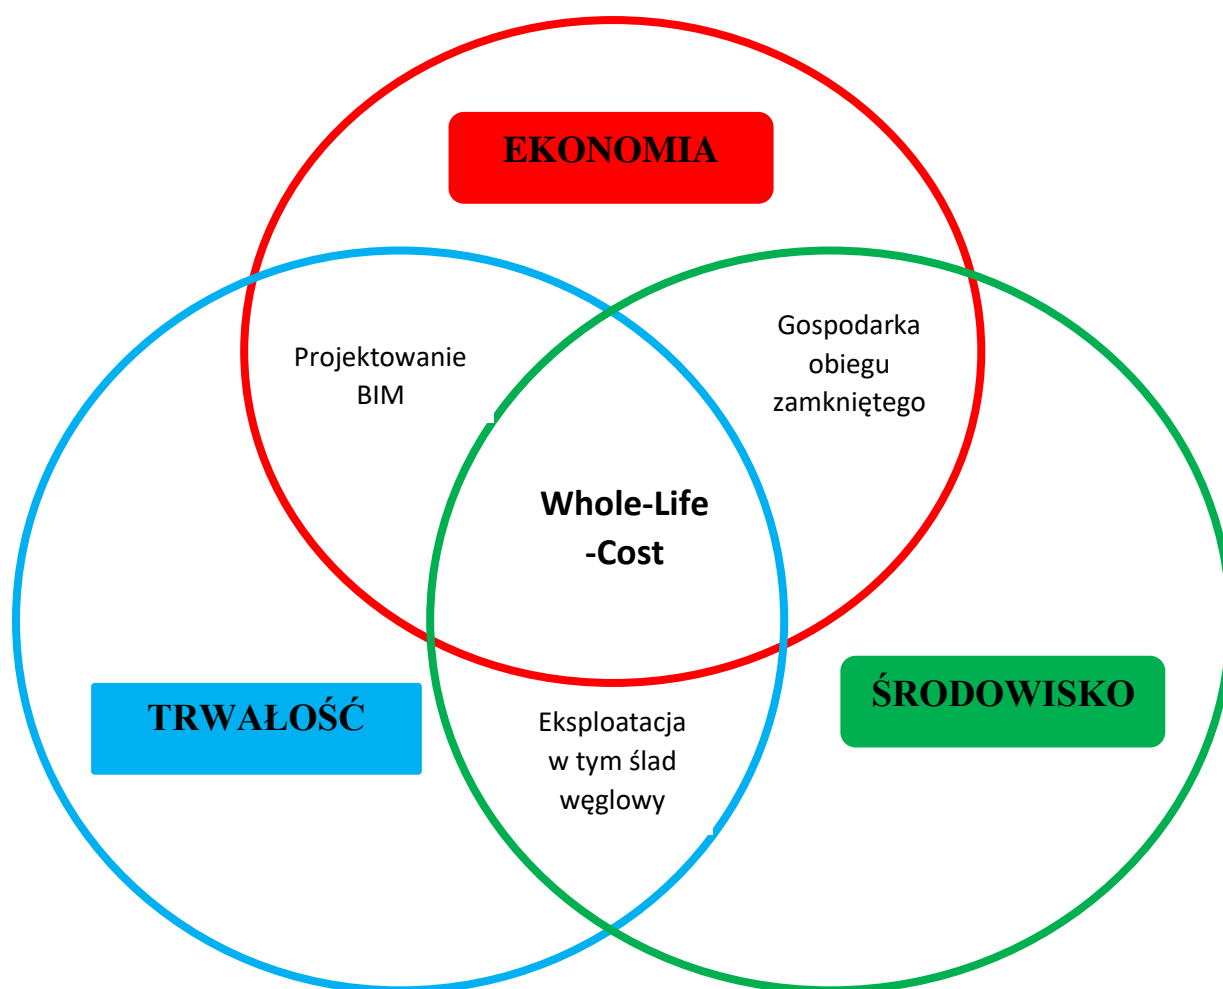 EKONOMIA
Projektowanie
BIM
Gospodarka
obiegu
zamkniętego
Whole-Life
-Cost
TRWAŁOŚĆ
ŚRODOWISKO
Eksploatacja
w tym ślad
węglowy